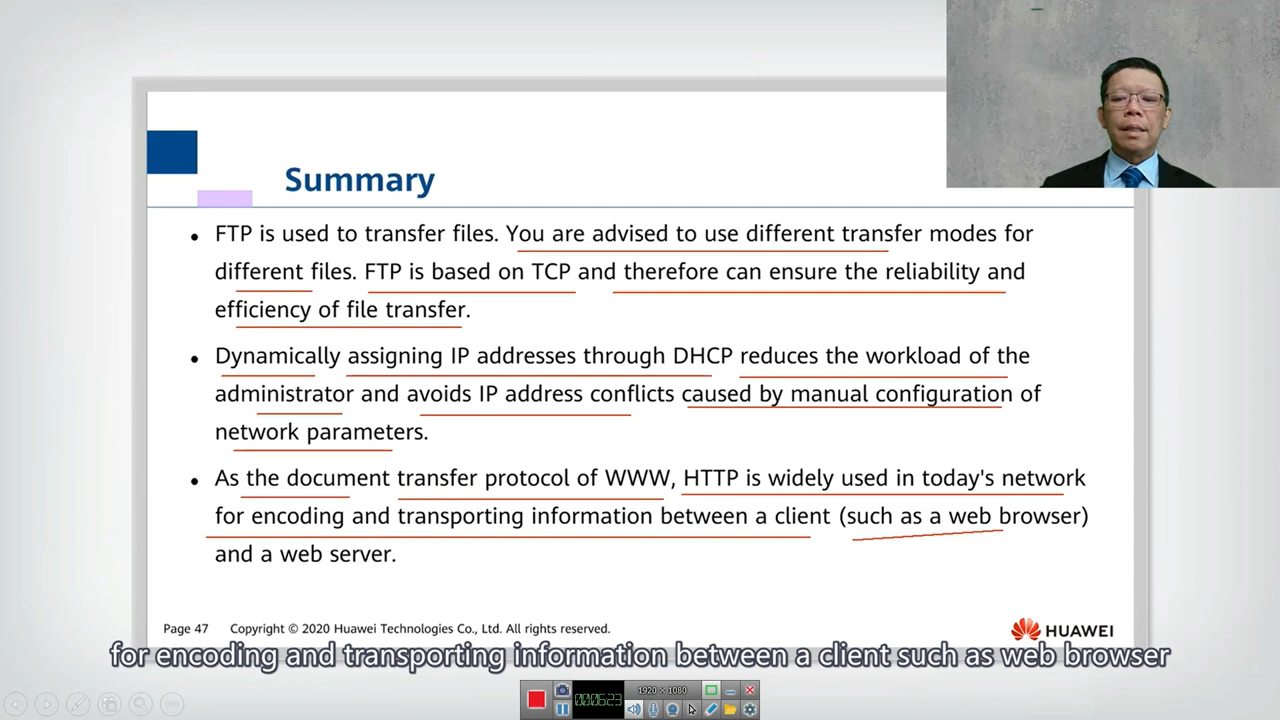 Summary
• FTP is used to transfer files. You are advised to use different transfer modes for
different files. FTP is based on TCP and therefore can ensure the reliability and
efficiency of file transfer.
• Dynamically assigning IP addresses through DHCP reduces the workload of the
administrator and avoids IP address conflicts caused by manual configuration of
network parameters.
• As the document transfer protocol of WWW, HTTP is widely used in today's network
for encoding and transporting information between a client (such as a web browser)
and a web server.
Page 47 Copyright © 2020 Huawei Technologies Co., Ltd. All rights reserved.
HUAWEI
for encoding and transporting information between a client such as web browser
1920 × 1080
000623